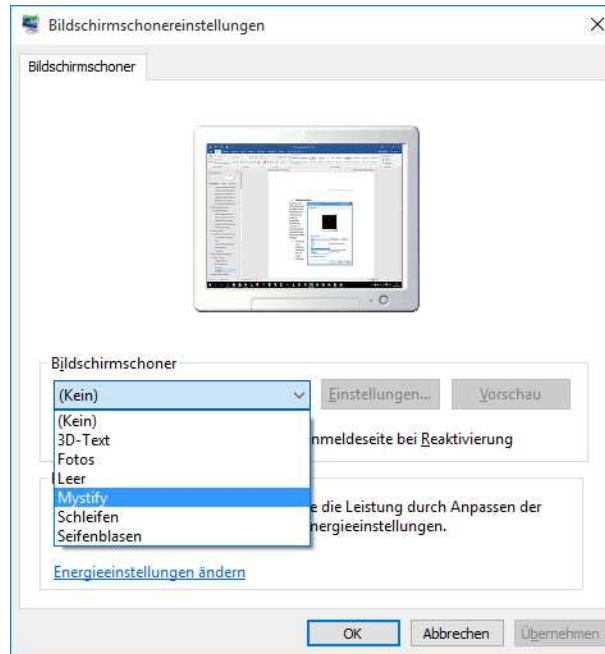 Bildschirmschonereinstellungen
Bildschirmschoner
Bildschirmschoner
(Kein)
Einstellungen...
Vorschau
(Kein)
3D-Text
nmeldeseite bei Reaktivierung
Fotos
Leer
Mystify
e die Leistung durch Anpassen der
Schleifen
nergieeinstellungen.
Seifenblasen
Energieeinstellungen ändern
OK
Abbrechen
Übernehmen